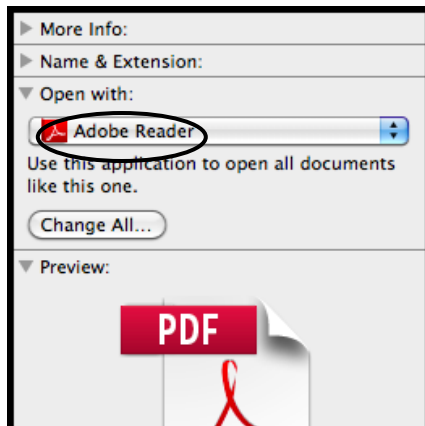 More Info:
Name & Extension:
Open with:
Adobe Reader
Use this application to open all documents
like this one.
Change All...
Preview:
PDF